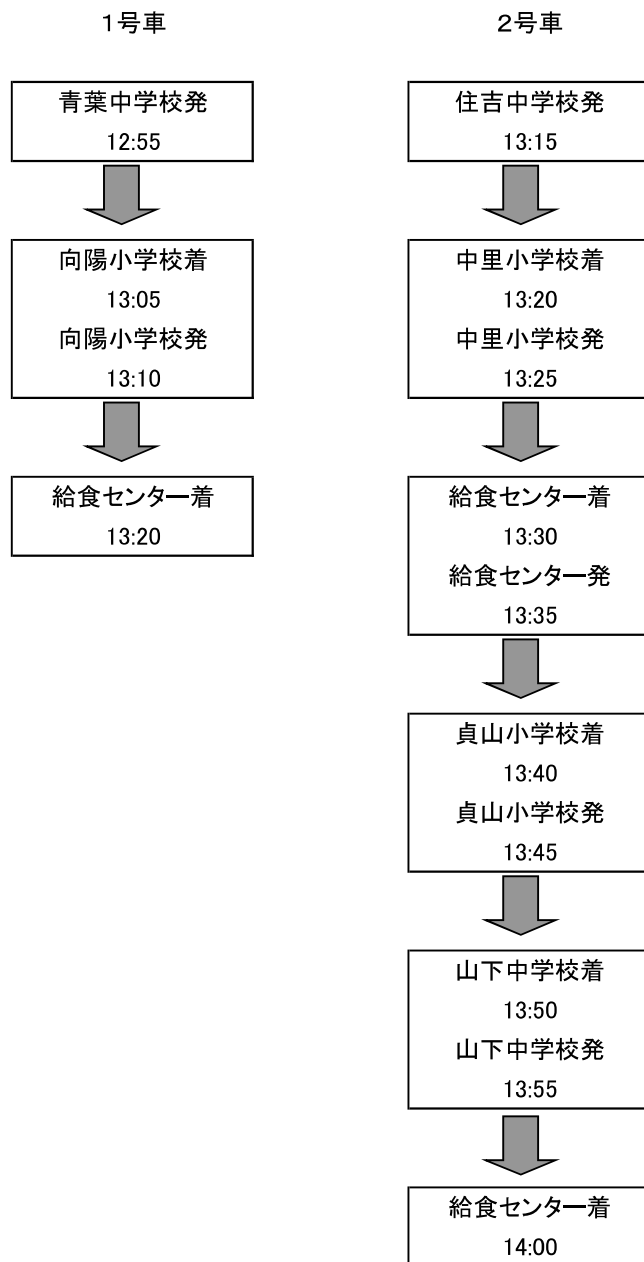 1号車
青葉中学校発
12:55
向陽小学校着
13:05
向陽小学校発
13:10
給食センター着
13:20
2号車
住吉中学校発
13:15
中里小学校着
13:20
中里小学校発
13:25
給食センター着
13:30
給食センター発
13:35
貞山小学校着
13:40
貞山小学校発
13:45
山下中学校着
13:50
山下中学校発
13:55
給食センター着
14:00